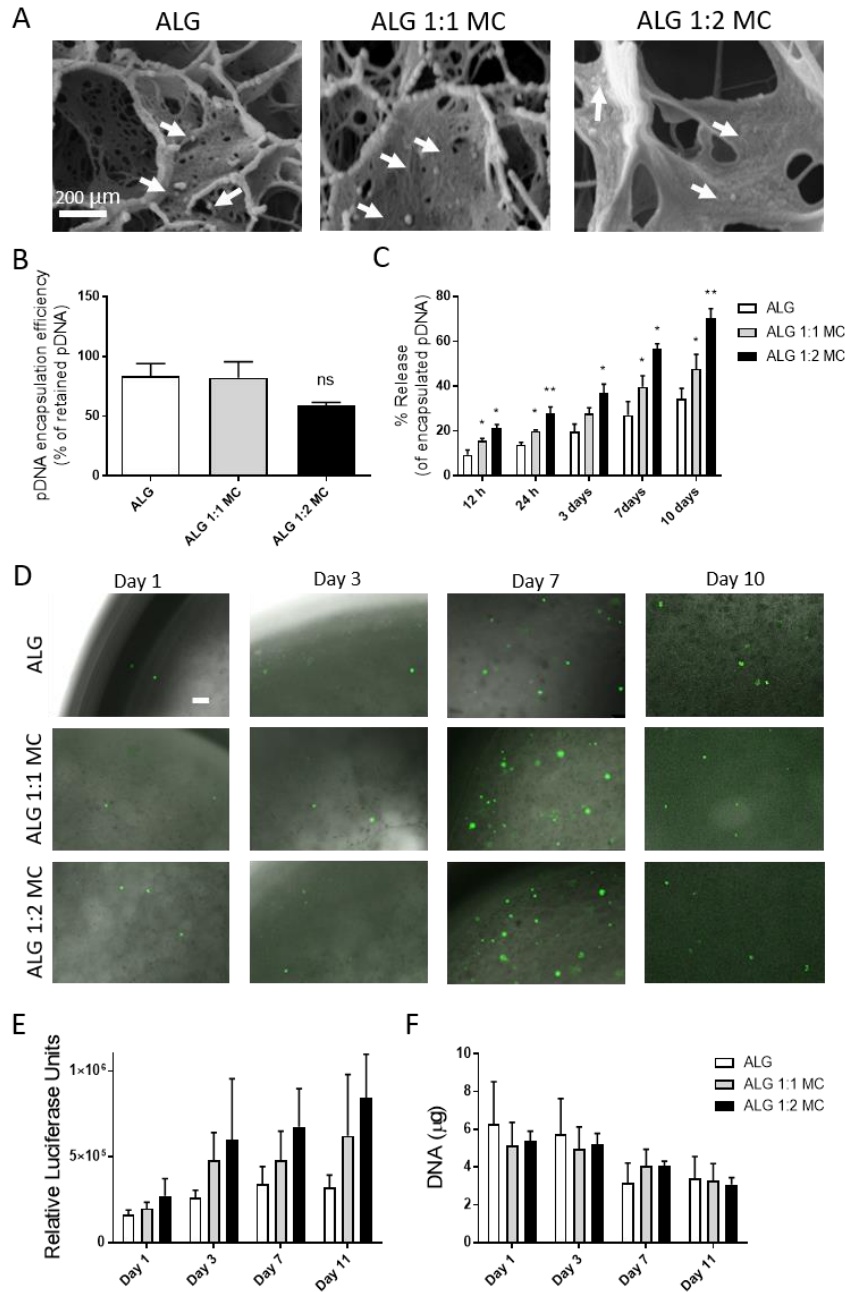 A
ALG
ALG 1:1 MC
ALG 1:2 MC
200 µm
B
pDNA encapsulation efficiency
(% of retained pDNA)
150
100
50
0
ns
ALG
ALG 1:1 MC
ALG 1:2 MC
C
% Release
(of encapsulated pDNA)
80
60
40
20
0
* *
* **
*
* *
* **
12 h
24 h
3 days
7days
10 days
ALG
ALG 1:1 MC
ALG 1:2 MC
D
Day 1
Day 3
Day 7
Day 10
ALG
ALG 1:1 MC
ALG 1:2 MC
E
Relative Luciferase Units
1×10⁶
5×10⁵
0
Day 1
Day 3
Day 7
Day 11
F
DNA (µg)
10
8
6
4
2
0
Day 1
Day 3
Day 7
Day 11
ALG
ALG 1:1 MC
ALG 1:2 MC